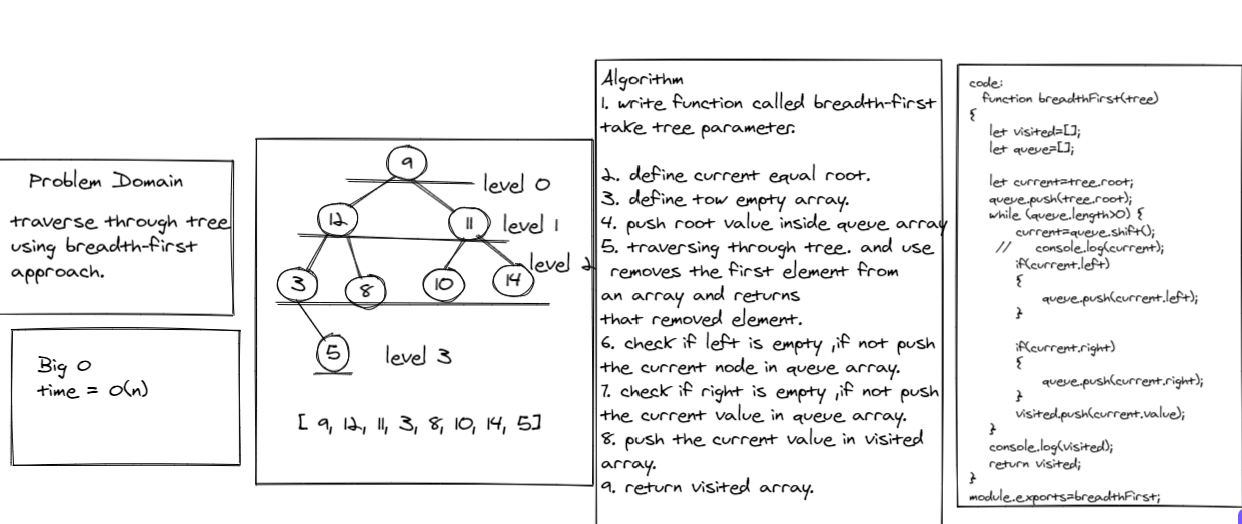 Problem Domain
traverse through tree
using breadth-first
approach.
Big O
time = O(n)
9
level 0
12
11
level 1
3
8
10
14
level 2
5
level 3
[ 9, 12, 11, 3, 8, 10, 14, 5]
Algorithm
1. write function called breadth-first
take tree parameter.
2. define current equal root.
3. define tow empty array.
4. push root value inside queue array
5. traversing through tree. and use
removes the first element from
an array and returns
that removed element.
6. check if left is empty ,if not push
the current node in queue array.
7. check if right is empty ,if not push
the current value in queue array.
8. push the current value in visited
array.
9. return visited array.
code:
function breadthFirst(tree)
{
let visited=[];
let queue=[];
let current=tree.root;
queue.push(tree.root);
while (queue.length>0) {
current=queue.shift();
// console.log(current);
if(current.left)
{
queue.push(current.left);
}
if(current.right)
{
queue.push(current.right);
}
visited.push(current.value);
}
console.log(visited);
return visited;
}
module.exports=breadthFirst;